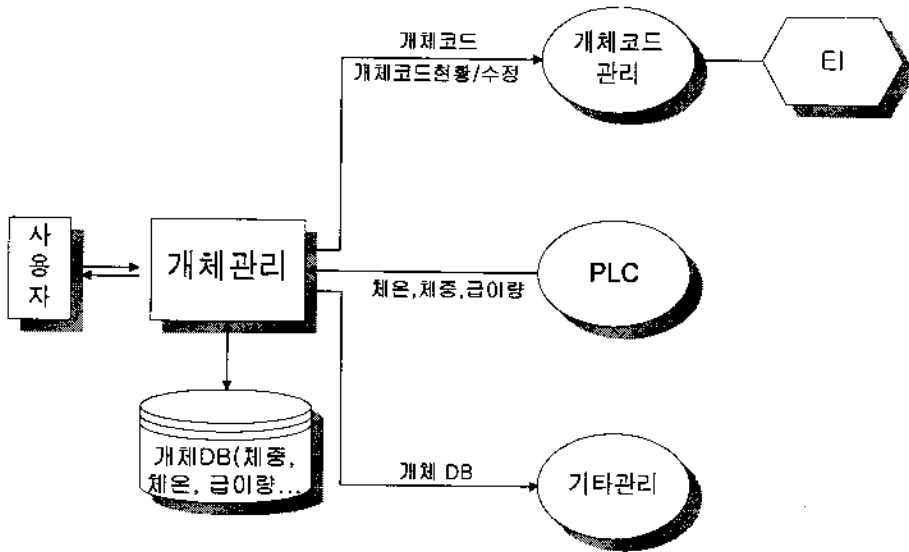 개체코드
개체코드현황/수정
개체코드
관리
EI
사
용
자
개체관리
체온,체중,급이량
PLC
개체DB(체중,
체온, 급이량...
개체 DB
기타관리